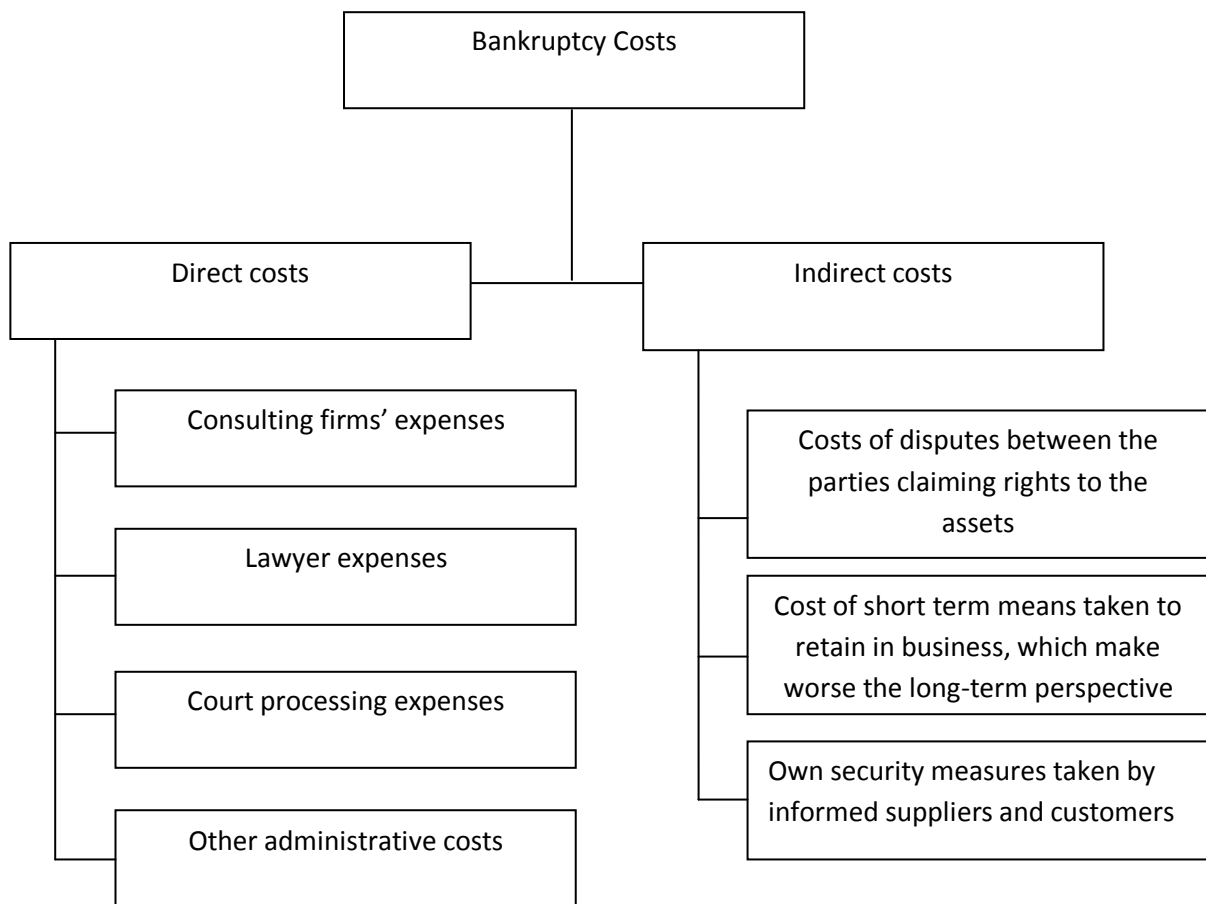 Bankruptcy Costs
Direct costs
Indirect costs
Consulting firms’ expenses
Lawyer expenses
Court processing expenses
Other administrative costs
Costs of disputes between the
parties claiming rights to the
assets
Cost of short term means taken to
retain in business, which make
worse the long-term perspective
Own security measures taken by
informed suppliers and customers